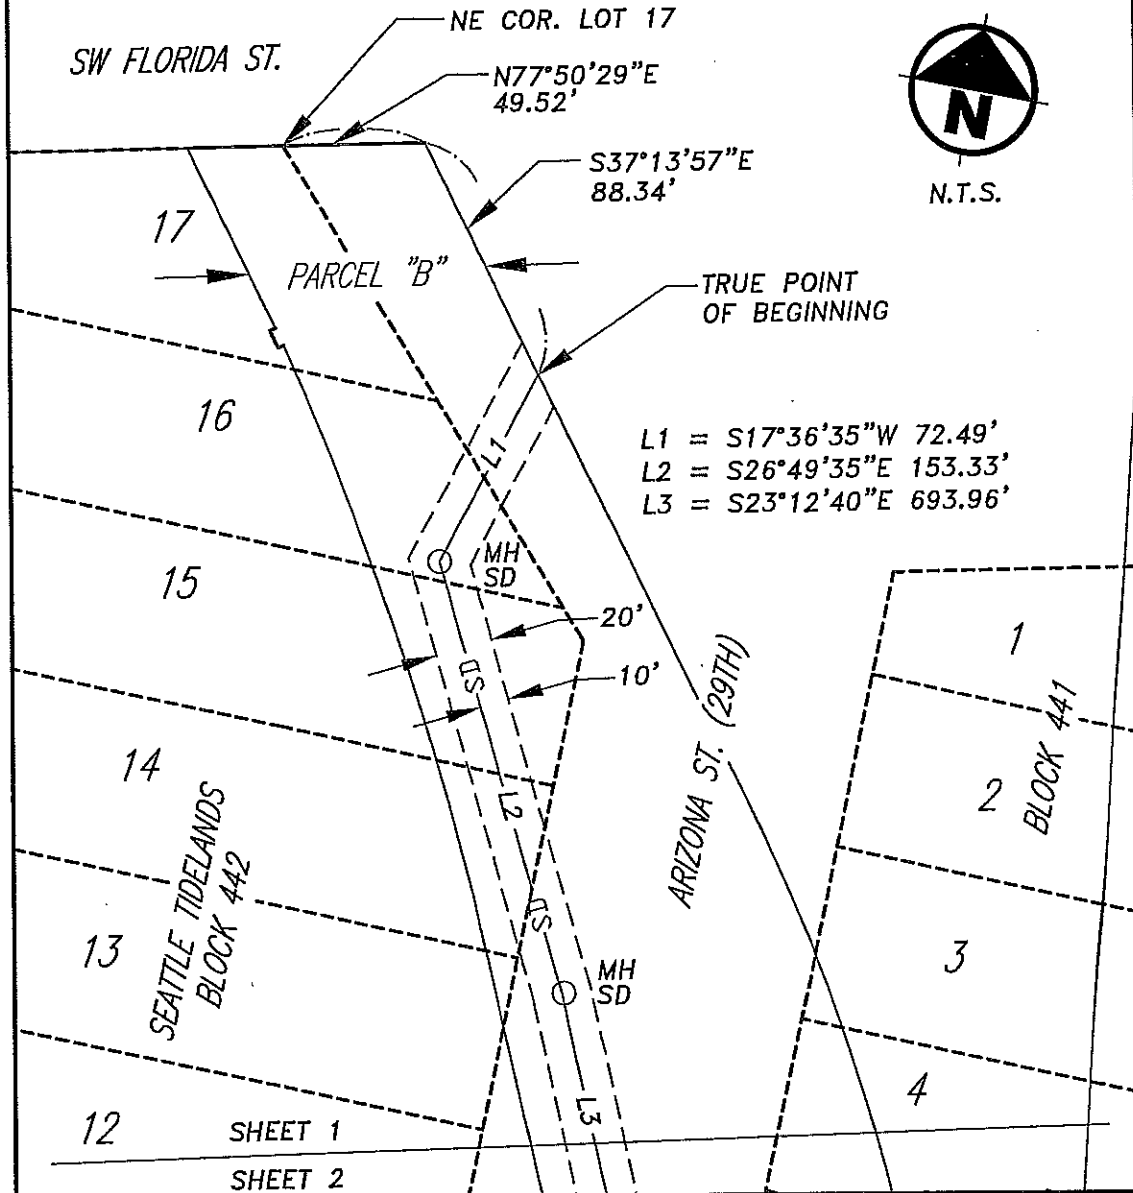 NE COR. LOT 17
SW FLORIDA ST.
N77°50'29"E
49.52'
N
N.T.S.
S37°13'57"E
88.34'
17
PARCEL "B"
TRUE POINT
OF BEGINNING
16
L1
L1 = S17°36'35"W 72.49'
L2 = S26°49'35"E 153.33'
L3 = S23°12'40"E 693.96'
MH
SD
15
20'
10'
SD
1
ARIZONA ST. (29TH)
BLOCK 441
14
L2
2
SEATTLE TIDELANDS
BLOCK 442
SD
13
3
MH
SD
4
L3
12
SHEET 1
SHEET 2